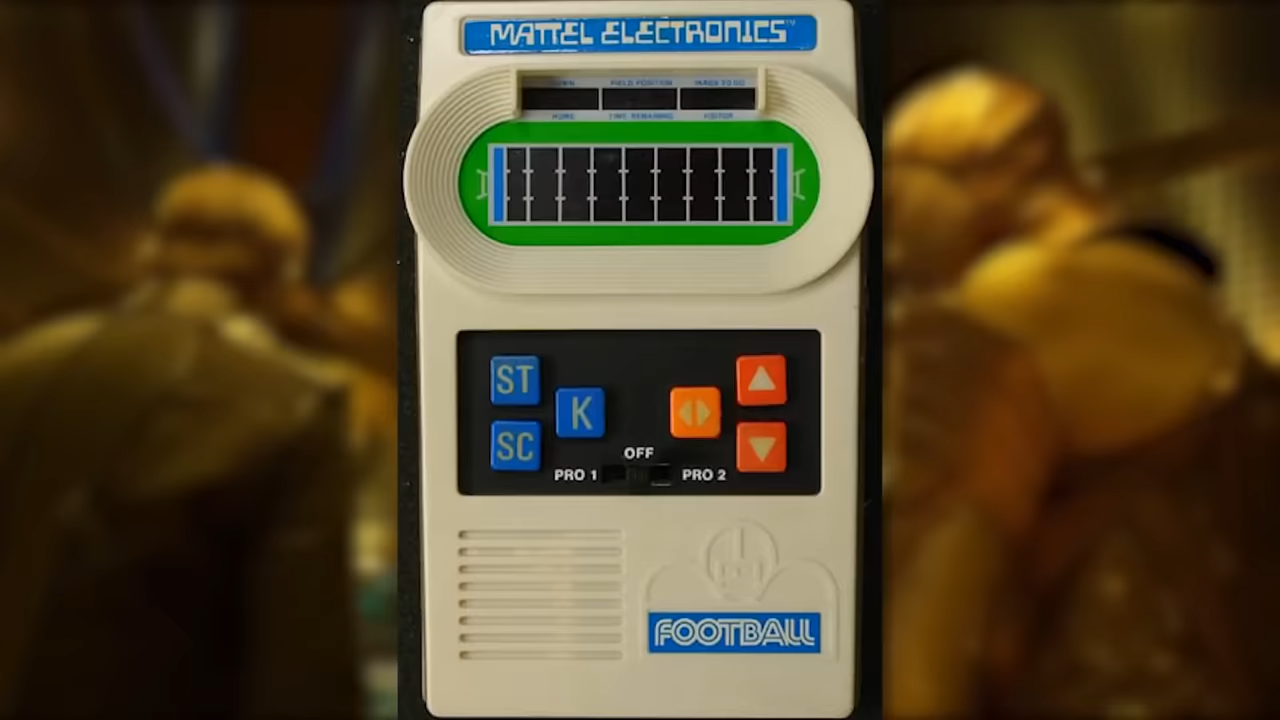 MATTEL ELECTRONICS™
DOWN FIELD POSITION YARDS TO GO
HOME TIME REMAINING VISITOR
ST
K
SC
OFF
PRO 1 PRO 2
FOOTBALL